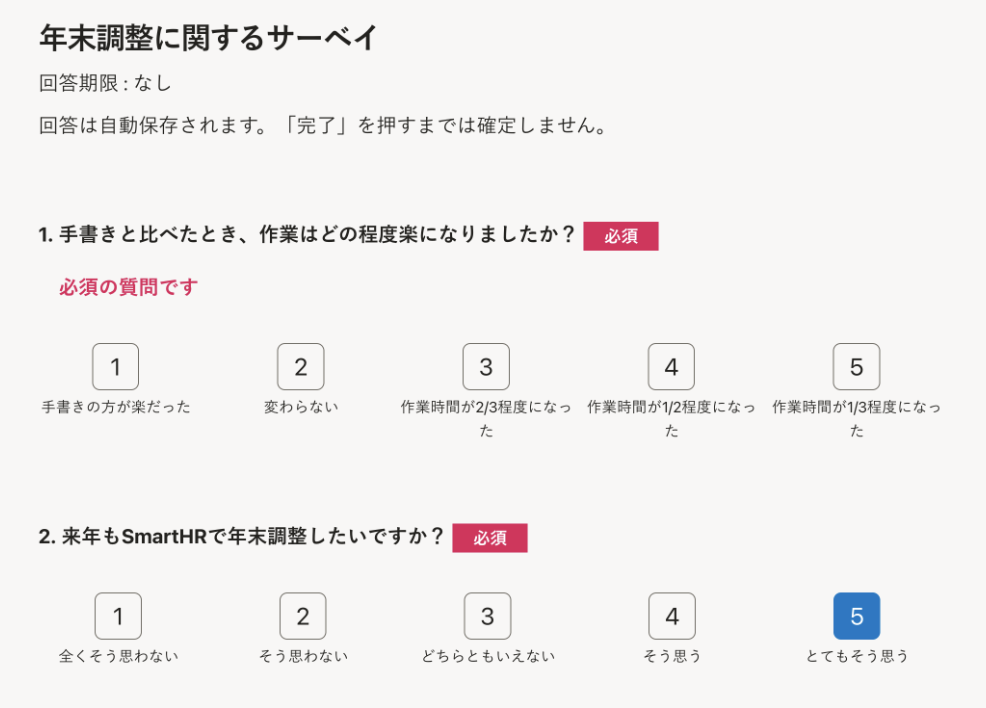 年末調整に関するサーベイ
回答期限 : なし
回答は自動保存されます。「完了」を押すまでは確定しません。
1. 手書きと比べたとき、作業はどの程度楽になりましたか？ 必須
必須の質問です
1 2 3 4 5
手書きの方が楽だった 変わらない 作業時間が2/3程度になっ 作業時間が1/2程度になっ 作業時間が1/3程度になっ
た た た
2. 来年もSmartHRで年末調整したいですか？ 必須
1 2 3 4 5
全くそう思わない そう思わない どちらともいえない そう思う とてもそう思う